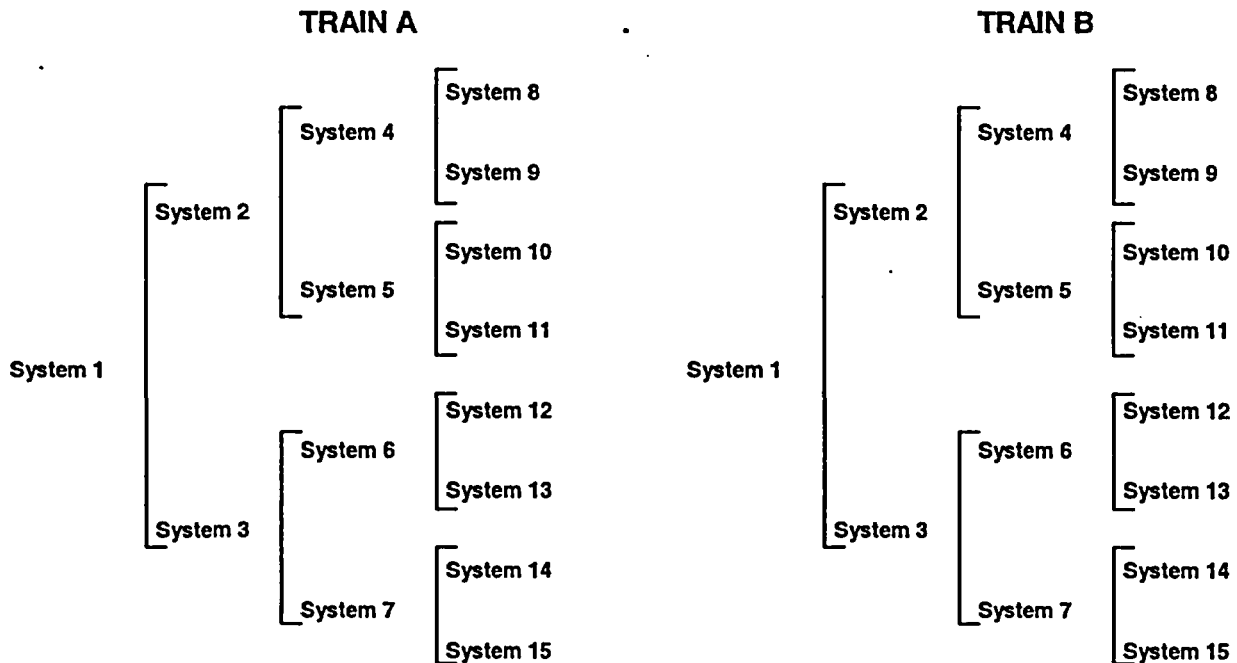 TRAIN A
System 8
System 4
System 9
System 2
System 10
System 5
System 11
System 1
System 12
System 6
System 13
System 3
System 14
System 7
System 15
TRAIN B
System 8
System 4
System 9
System 2
System 10
System 5
System 11
System 1
System 12
System 6
System 13
System 3
System 14
System 7
System 15